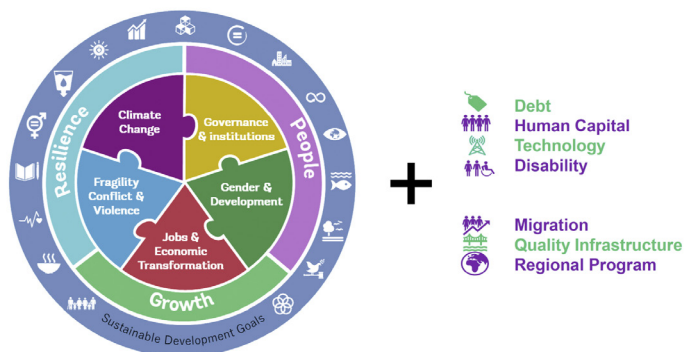 Resilience
People
Growth
Climate
Change
Governance
& institutions
Fragility
Conflict &
Violence
Gender &
Development
Jobs &
Economic
Transformation
Sustainable Development Goals
+
Debt
Human Capital
Technology
Disability
Migration
Quality Infrastructure
Regional Program